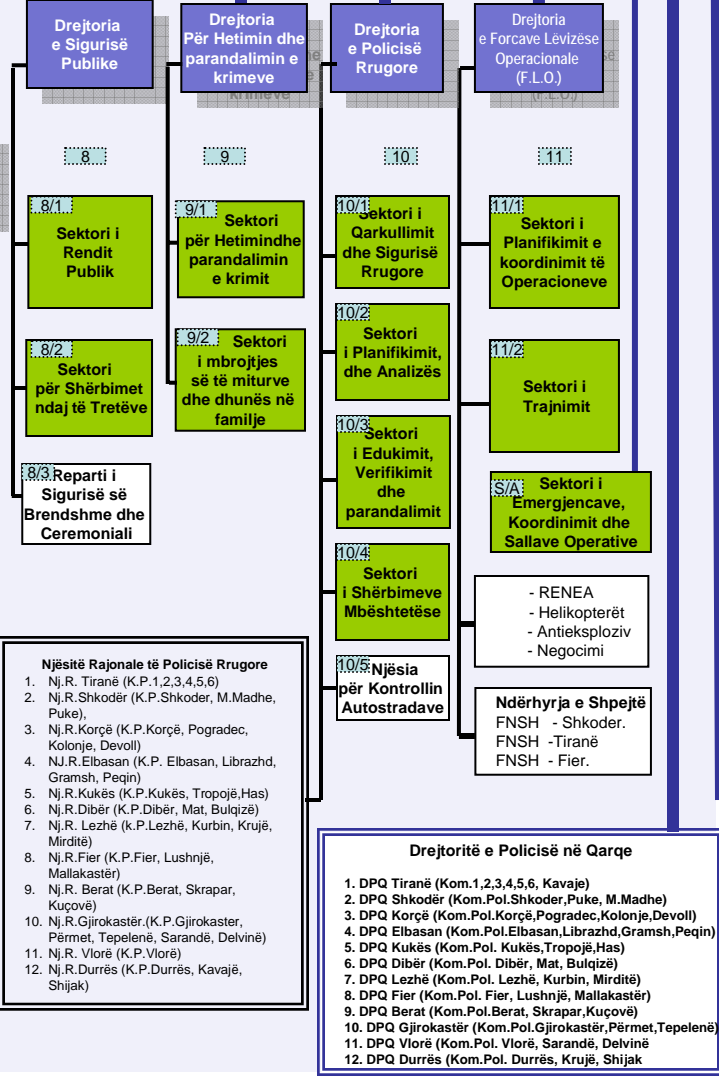 Drejtoria
e Sigurisë
Publike
Drejtoria
Për Hetimin dhe
parandalimin e
krimeve
Drejtoria
e Policisë
Rrugore
Drejtoria
e Forcave Lëvizëse
Operacionale
(F.L.O.)
8
9
10
11
8/1
Sektori i
Rendit
Publik
8/2
Sektori
për Shërbimet
ndaj të Tretëve
8/3 Reparti i
Sigurisë së
Brendshme dhe
Ceremoniali
9/1
Sektori
për Hetimindhe
parandalimin
e krimit
9/2 Sektori
i mbrojtjes
së të miturve
dhe dhunës në
familje
10/1
Sektori i
Qarkullimit
dhe Sigurisë
Rrugore
10/2
Sektori
i Planifikimit,
dhe Analizës
10/3
Sektori
i Edukimit,
Verifikimit
dhe
parandalimit
10/4
Sektori
i Shërbimeve
Mbështetëse
10/5 Njësia
për Kontrollin
Autostradave
11/1
Sektori i
Planifikimit e
koordinimit të
Operacioneve
11/2
Sektori i
Trajnimit
S/A Sektori i
Emergjencave,
Koordinimit dhe
Sallave Operative
- RENEA
- Helikopterët
- Antieksploziv
- Negocimi
Ndërhyrja e Shpejtë
FNSH - Shkoder.
FNSH -Tiranë
FNSH - Fier.
Njësitë Rajonale të Policisë Rrugore
1. Nj.R. Tiranë (K.P.1,2,3,4,5,6)
2. Nj.R.Shkodër (K.P.Shkoder, M.Madhe,
Puke),
3. Nj.R.Korçë (K.P.Korçë, Pogradec,
Kolonje, Devoll)
4. NJ.R.Elbasan (K.P. Elbasan, Librazhd,
Gramsh, Peqin)
5. Nj.R.Kukës (K.P.Kukës, Tropojë,Has)
6. Nj.R.Dibër (K.P.Dibër, Mat, Bulqizë)
7. Nj.R. Lezhë (k.P.Lezhë, Kurbin, Krujë,
Mirditë)
8. Nj.R.Fier (K.P.Fier, Lushnjë,
Mallakastër)
9. Nj.R. Berat (K.P.Berat, Skrapar,
Kuçovë)
10. Nj.R.Gjirokastër.(K.P.Gjirokaster,
Përmet, Tepelenë, Sarandë, Delvinë)
11. Nj.R. Vlorë (K.P.Vlorë)
12. Nj.R.Durrës (K.P.Durrës, Kavajë,
Shijak)
Drejtoritë e Policisë në Qarqe
1. DPQ Tiranë (Kom.1,2,3,4,5,6, Kavaje)
2. DPQ Shkodër (Kom.Pol.Shkoder,Puke, M.Madhe)
3. DPQ Korçë (Kom.Pol.Korçë,Pogradec,Kolonje,Devoll)
4. DPQ Elbasan (Kom.Pol.Elbasan,Librazhd,Gramsh,Peqin)
5. DPQ Kukës (Kom.Pol. Kukës,Tropojë,Has)
6. DPQ Dibër (Kom.Pol. Dibër, Mat, Bulqizë)
7. DPQ Lezhë (Kom.Pol. Lezhë, Kurbin, Mirditë)
8. DPQ Fier (Kom.Pol. Fier, Lushnjë, Mallakastër)
9. DPQ Berat (Kom.Pol.Berat, Skrapar,Kuçovë)
10. DPQ Gjirokastër (Kom.Pol.Gjirokastër,Përmet,Tepelenë)
11. DPQ Vlorë (Kom.Pol. Vlorë, Sarandë, Delvinë
12. DPQ Durrës (Kom.Pol. Durrës, Krujë, Shijak